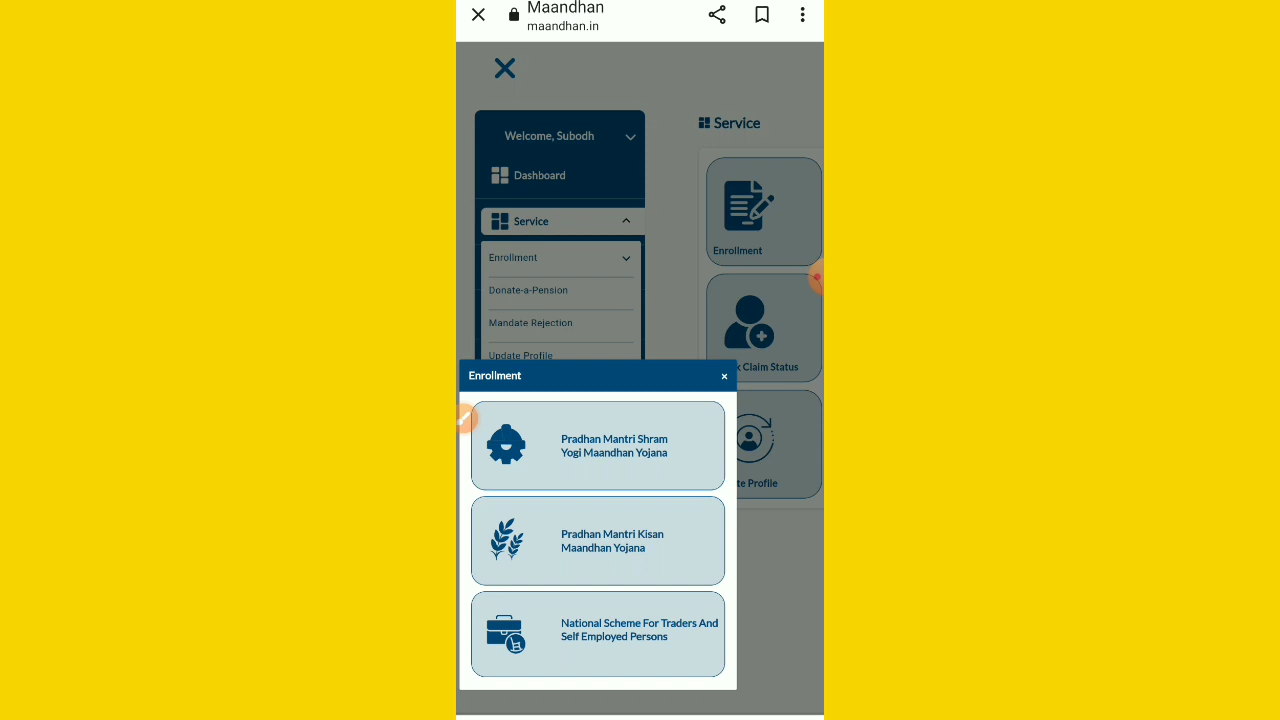 Maandhan
maandhan.in
Welcome, Subodh
Dashboard
Service
Enrollment
Donate-a-Pension
Mandate Rejection
Update Profile
Service
Enrollment
Claim Status
Profile
Enrollment
×
Pradhan Mantri Shram
Yogi Maandhan Yojana
Pradhan Mantri Kisan
Maandhan Yojana
National Scheme For Traders And
Self Employed Persons